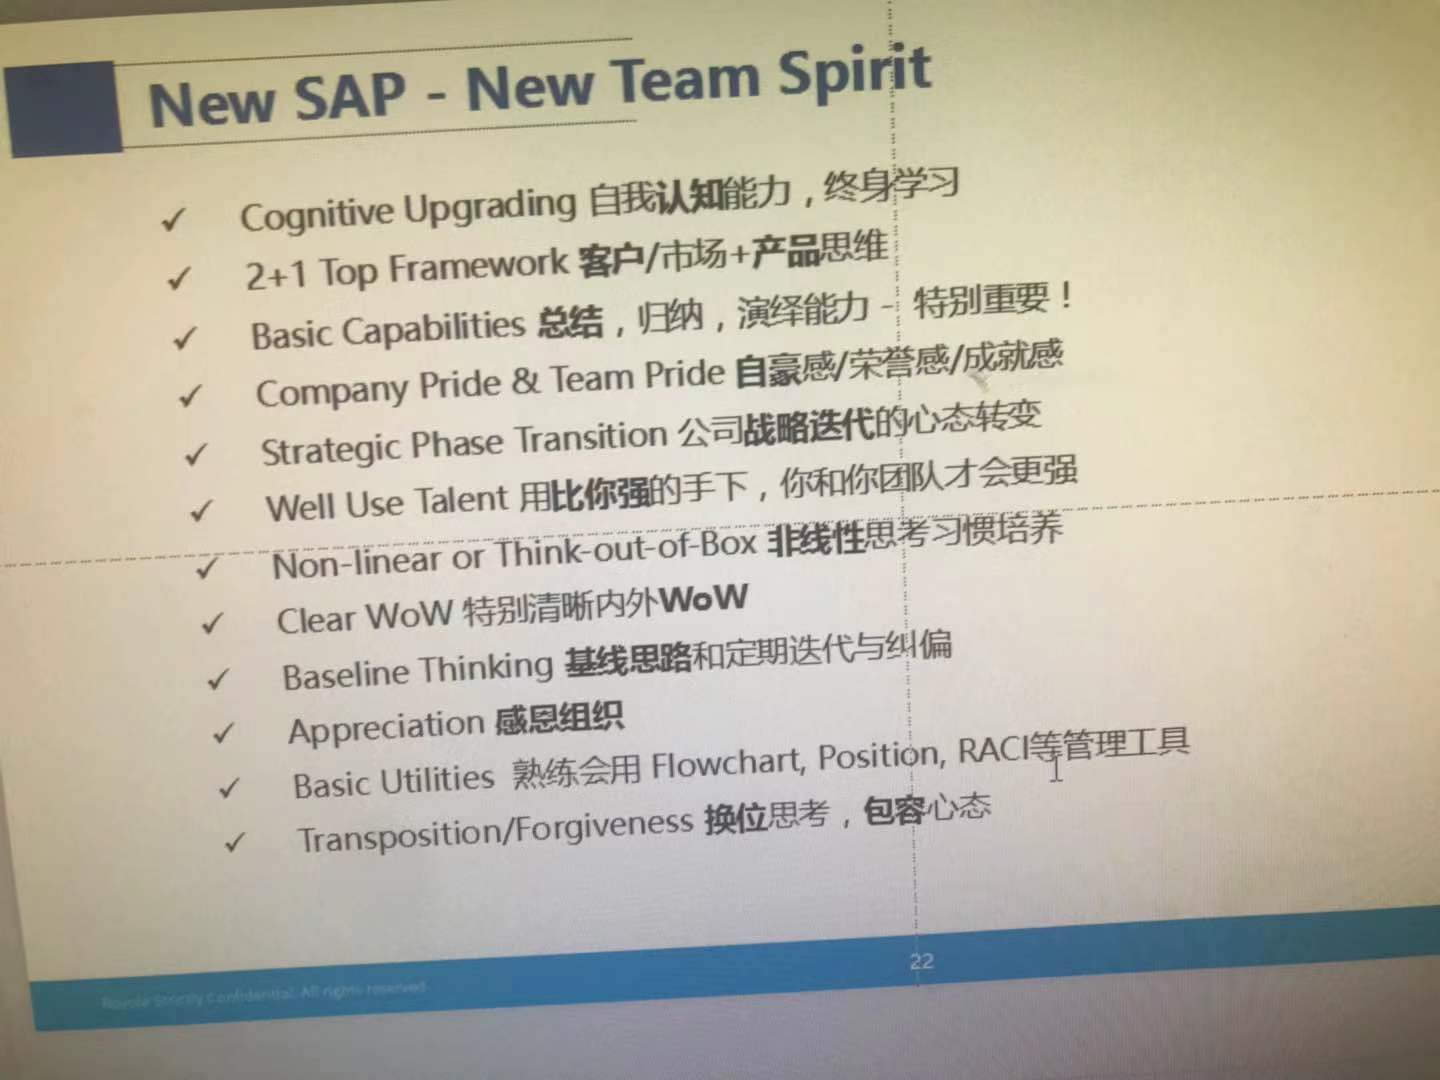 New SAP - New Team Spirit
✓ Cognitive Upgrading 自我认知能力，终身学习
✓ 2+1 Top Framework 客户/市场+产品思维
✓ Basic Capabilities 总结，归纳，演绎能力 - 特别重要！
✓ Company Pride & Team Pride 自豪感/荣誉感/成就感
✓ Strategic Phase Transition 公司战略迭代的心态转变
✓ Well Use Talent 用比你强的手下，你和你团队才会更强
✓ Non-linear or Think-out-of-Box 非线性思考习惯培养
✓ Clear WoW 特别清晰内外WoW
✓ Baseline Thinking 基线思路和定期迭代与纠偏
✓ Appreciation 感恩组织
✓ Basic Utilities 熟练会用 Flowchart, Position, RACI等管理工具
✓ Transposition/Forgiveness 换位思考，包容心态
Strictly Confidential. All rights reserved
22